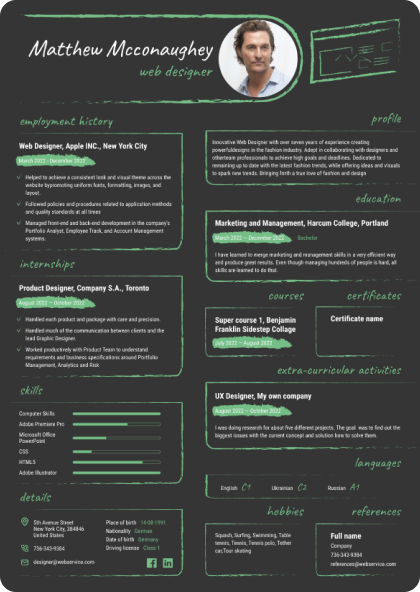 Matthew Mcconaughey
web designer
employment history
Web Designer, Apple INC., New York City
March 2023 - December 2023
Helped to achieve a consistent look and visual theme across the
website bypromoting uniform fonts, formatting, images, and
layout.
Followed policies and procedures related to application methods
and quality standards at all times
Managed front-end and back-end development in the company's
Portfolio Analyst, Employee Track, and Account Management
systems.
internships
Product Designer, Company S.A., Toronto
August 2022 – October 2022
Handled each product and package with care and precision.
Handled much of the communication between clients and the
lead Graphic Designer.
Worked productively with Product Team to understand
requirements and business specifications around Portfolio
Management, Analytics and Risk
skills
Computer Skills
Adobe Premiere Pro
Microsoft Office
PowerPoint
CSS
HTML5
Adobe Illustrator
details
5th Avenue Street
New York City, 384846
United States
736-343-9384
designer@webservice.com
Place of birth 14-08-1991
Nationality German
Date of birth Germany
Driving license Class 1
profile
Innovative Web Designer with over seven years of experience creating
powerfuldesigns in the fashion industry. Adept in collaborating with designers and
otherteam professionals to achieve high goals and deadlines. Dedicated to
remaining up to date with the latest fashion trends, while offering ideas and visuals
to spark new trends. Bringing forth a true love of fashion and design
education
Marketing and Management, Harcum College, Portland
March 2022 – December 2022 Bachelor
I have learned to merge marketing and management skills in a very efficient way
and produce great results. Even though managing hundreds of people is hard, all
skills are learned to do that.
courses
Super course 1, Benjamin
Franklin Sidestep Collage
July 2022 – August 2022
certificates
Certificate name
extra-curricular activities
UX Designer, My own company
August 2022 – October 2022
I was doing research for about five different projects. The goal was to find out the
biggest issues with the current concept and solution how to solve them.
languages
English C1 Ukrainian C2 Russian A1
hobbies
Squash, Surfing, Swimming, Table
tennis, Tennis, Tennis polo, Tether
car,Tour skating
references
Full name
Company
736-343-9384
references@webservice.com